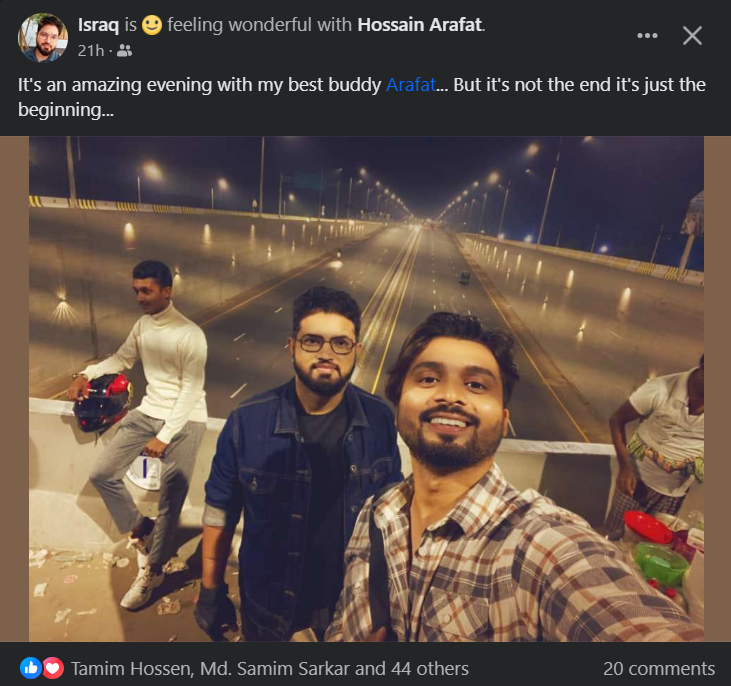 Israq is 😊 feeling wonderful with Hossain Arafat.
21h ·
It's an amazing evening with my best buddy Arafat... But it's not the end it's just the
beginning...
Tamim Hossen, Md. Samim Sarkar and 44 others
20 comments